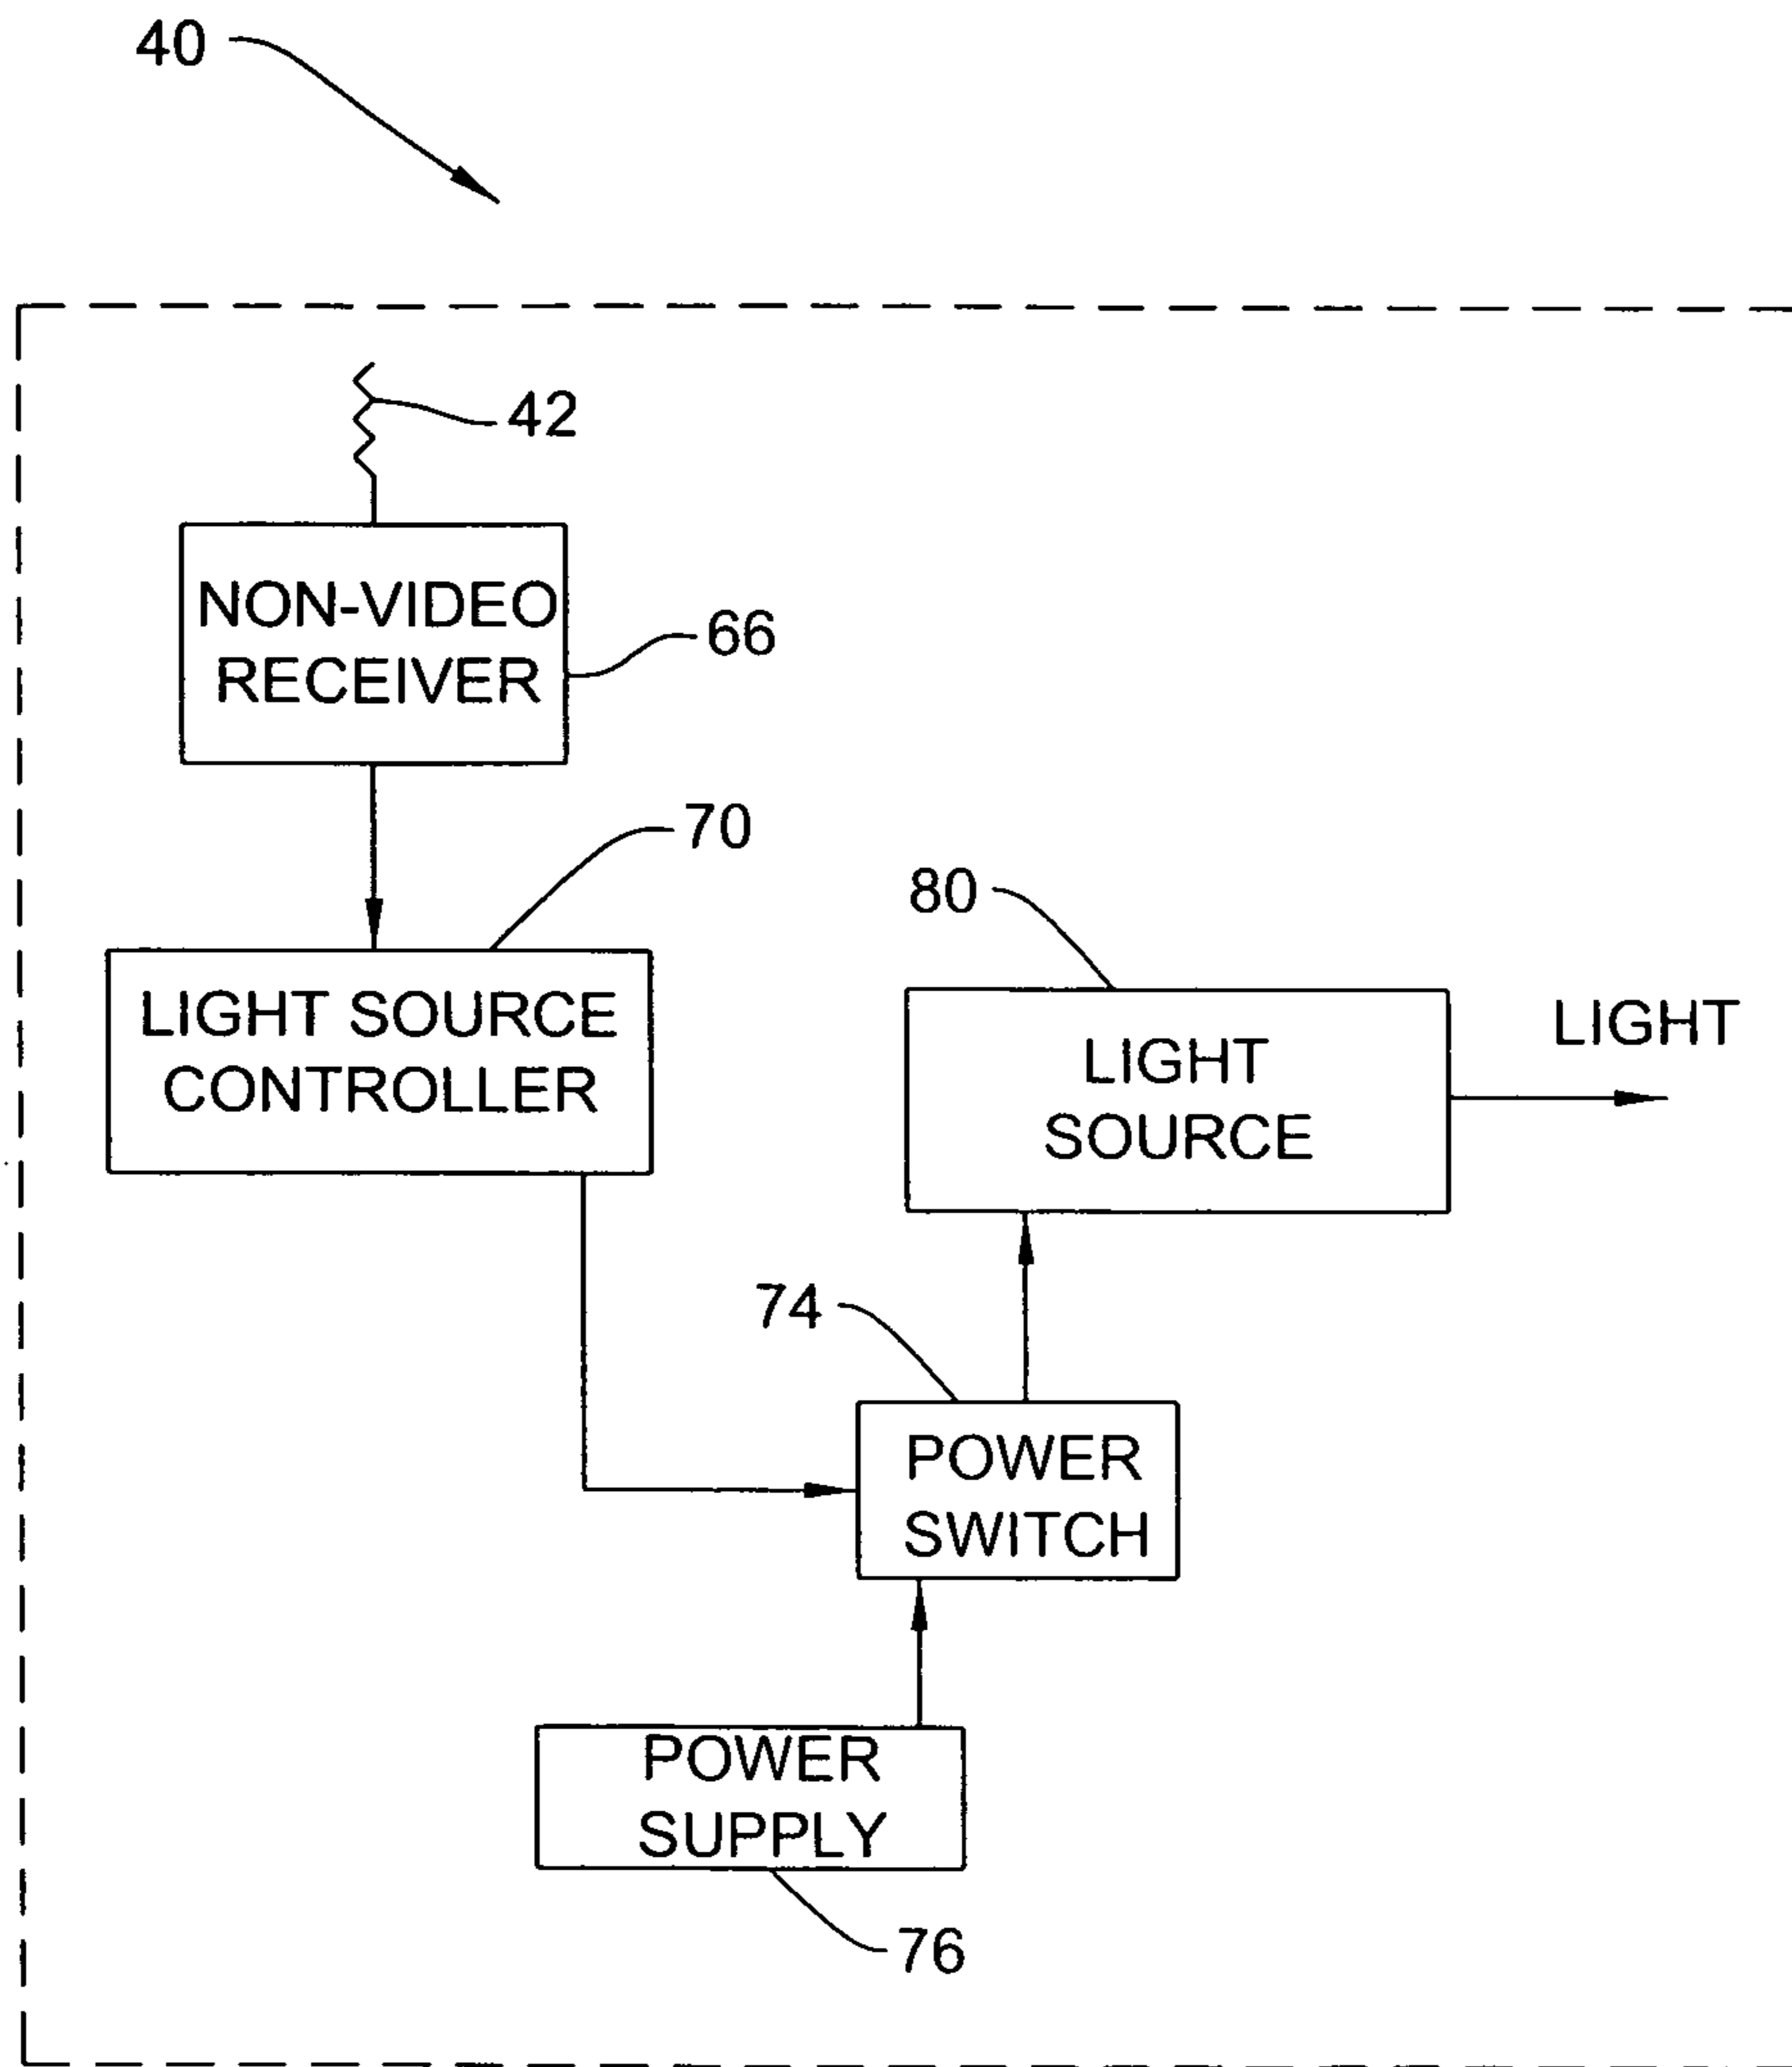 40
42
NON-VIDEO
RECEIVER
66
70
LIGHT SOURCE
CONTROLLER
80
LIGHT
SOURCE
LIGHT
74
POWER
SWITCH
POWER
SUPPLY
76